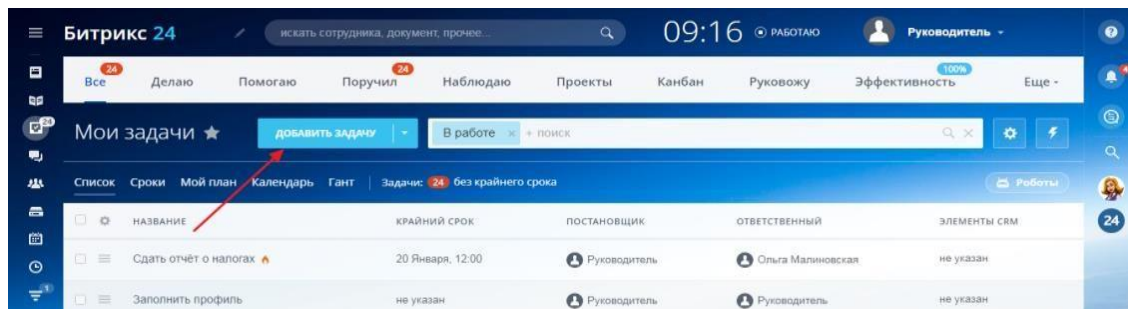 Битрикс 24 искать сотрудника, документ, прочее... 09:16 РАБОТАЮ Руководитель
24 24 100% 4
Все Делаю Помогаю Поручил Наблюдаю Проекты Канбан Руковожу Эффективность Еще
24
Мои задачи ДОБАВИТЬ ЗАДАЧУ В работе × + поиск
Список Сроки Мой план Календарь Гант Задачи: 24 без крайнего срока Роботы
НАЗВАНИЕ КРАЙНИЙ СРОК ПОСТАНОВЩИК ОТВЕТСТВЕННЫЙ ЭЛЕМЕНТЫ CRM
24
Сдать отчёт о налогах 20 Января, 12:00 Руководитель Ольга Малиновская не указан
1
Заполнить профиль не указан Руководитель Руководитель не указан